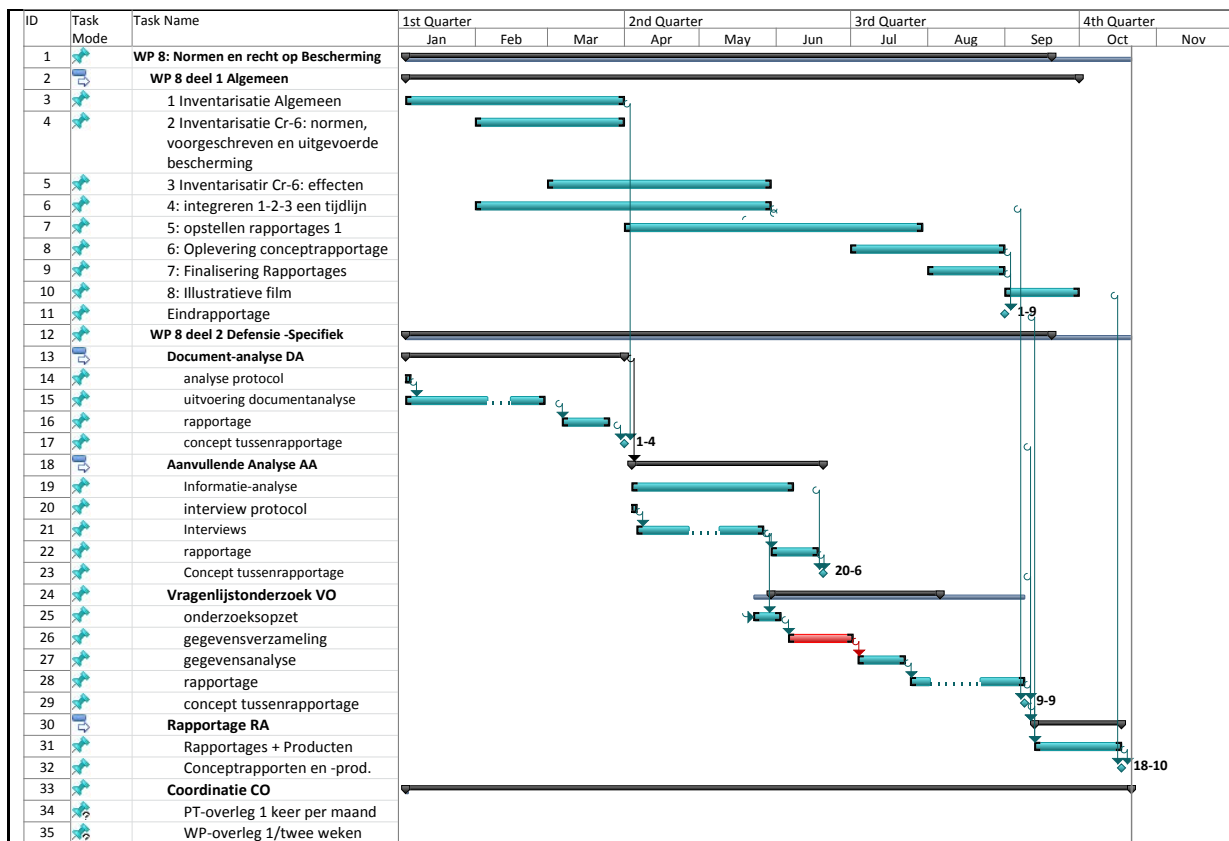 ID Task Mode Task Name 1st Quarter 2nd Quarter 3rd Quarter 4th Quarter
Jan Feb Mar Apr May Jun Jul Aug Sep Oct Nov
1 WP 8: Normen en recht op Bescherming
2 WP 8 deel 1 Algemeen
3 1 Inventarisatie Algemeen
4 2 Inventarisatie Cr-6: normen,
voorgeschreven en uitgevoerde
bescherming
5 3 Inventarisatir Cr-6: effecten
6 4: integreren 1-2-3 een tijdlijn
7 5: opstellen rapportages 1
8 6: Oplevering conceptrapportage
9 7: Finalisering Rapportages
10 8: Illustratieve film
11 Eindrapportage 1-9
12 WP 8 deel 2 Defensie -Specifiek
13 Document-analyse DA
14 analyse protocol
15 uitvoering documentanalyse
16 rapportage
17 concept tussenrapportage 1-4
18 Aanvullende Analyse AA
19 Informatie-analyse
20 interview protocol
21 Interviews
22 rapportage
23 Concept tussenrapportage 20-6
24 Vragenlijstonderzoek VO
25 onderzoeksopzet
26 gegevensverzameling
27 gegevensanalyse
28 rapportage
29 concept tussenrapportage 9-9
30 Rapportage RA
31 Rapportages + Producten
32 Conceptrapporten en -prod. 18-10
33 Coordinatie CO
34 PT-overleg 1 keer per maand
35 WP-overleg 1/twee weken